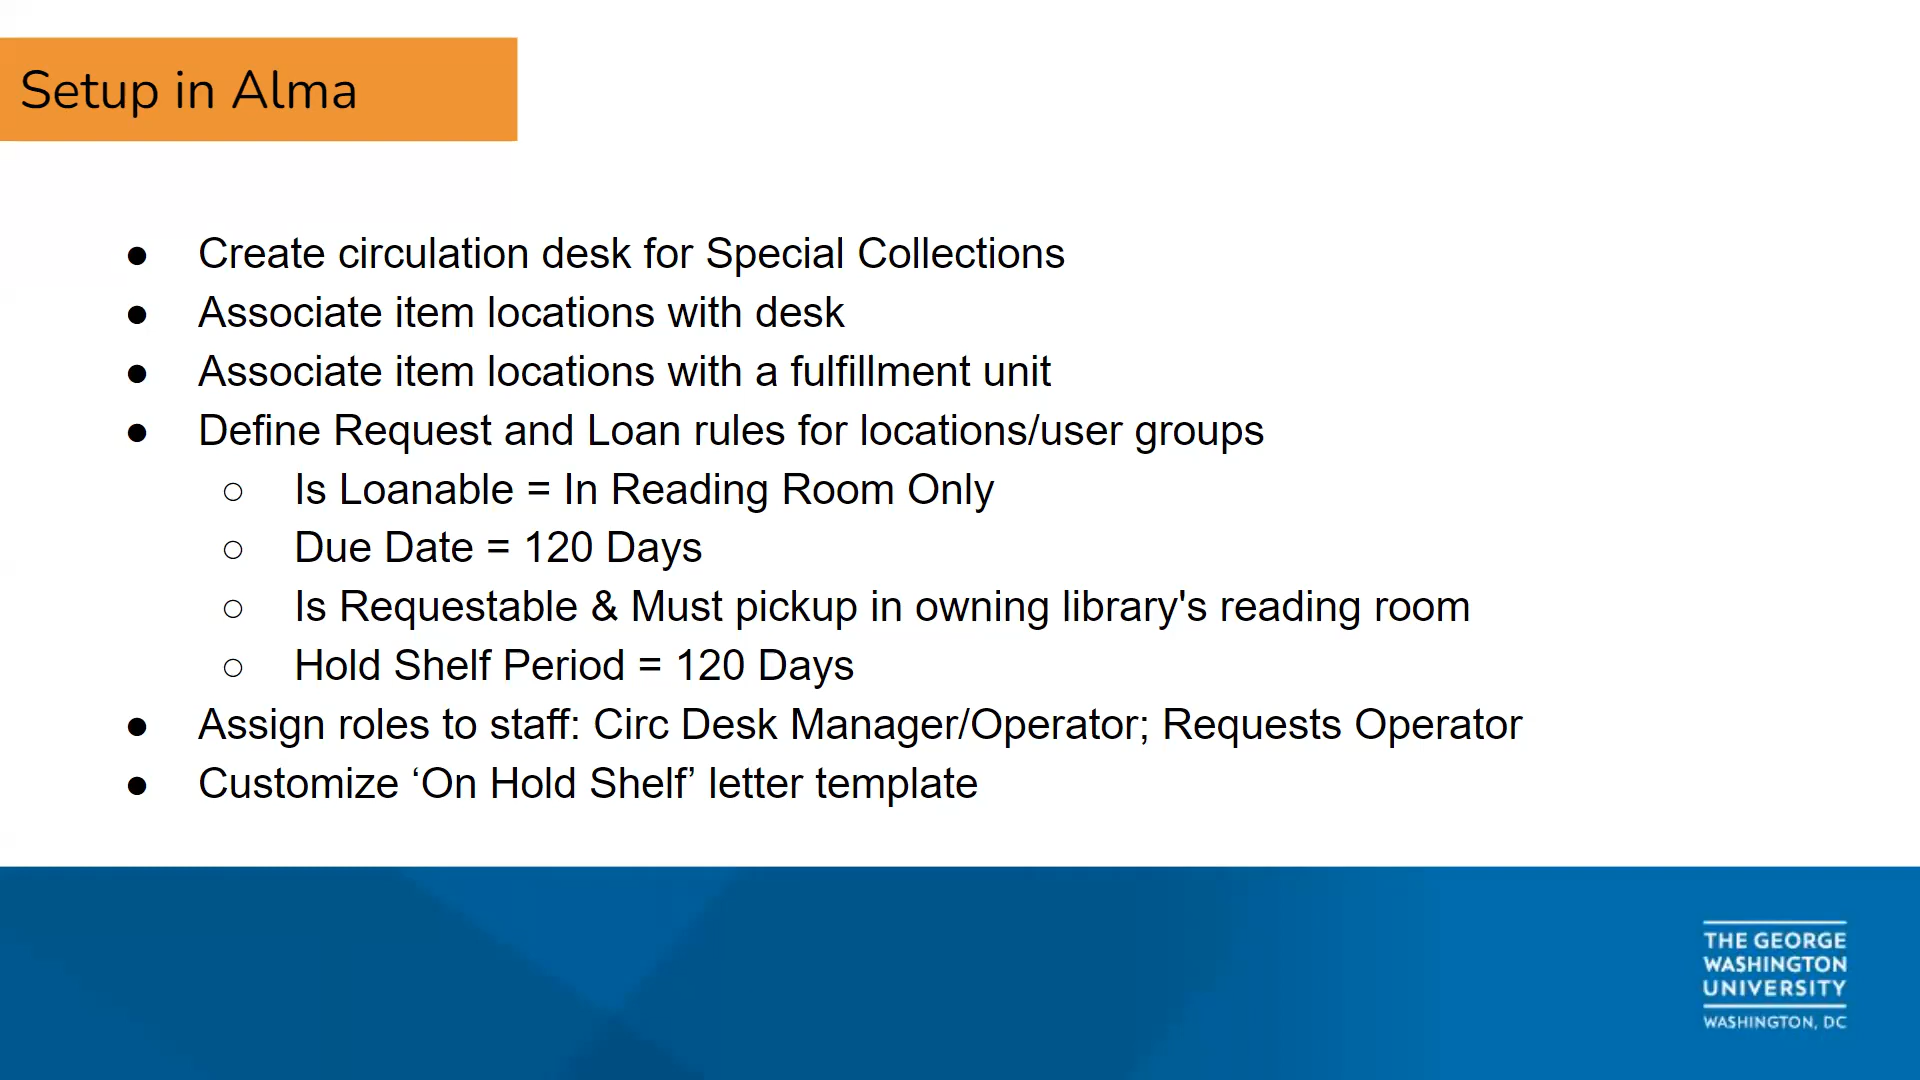 Setup in Alma
● Create circulation desk for Special Collections
● Associate item locations with desk
● Associate item locations with a fulfillment unit
● Define Request and Loan rules for locations/user groups
○ Is Loanable = In Reading Room Only
○ Due Date = 120 Days
○ Is Requestable & Must pickup in owning library's reading room
○ Hold Shelf Period = 120 Days
● Assign roles to staff: Circ Desk Manager/Operator; Requests Operator
● Customize ‘On Hold Shelf’ letter template
THE GEORGE
WASHINGTON
UNIVERSITY
WASHINGTON, DC